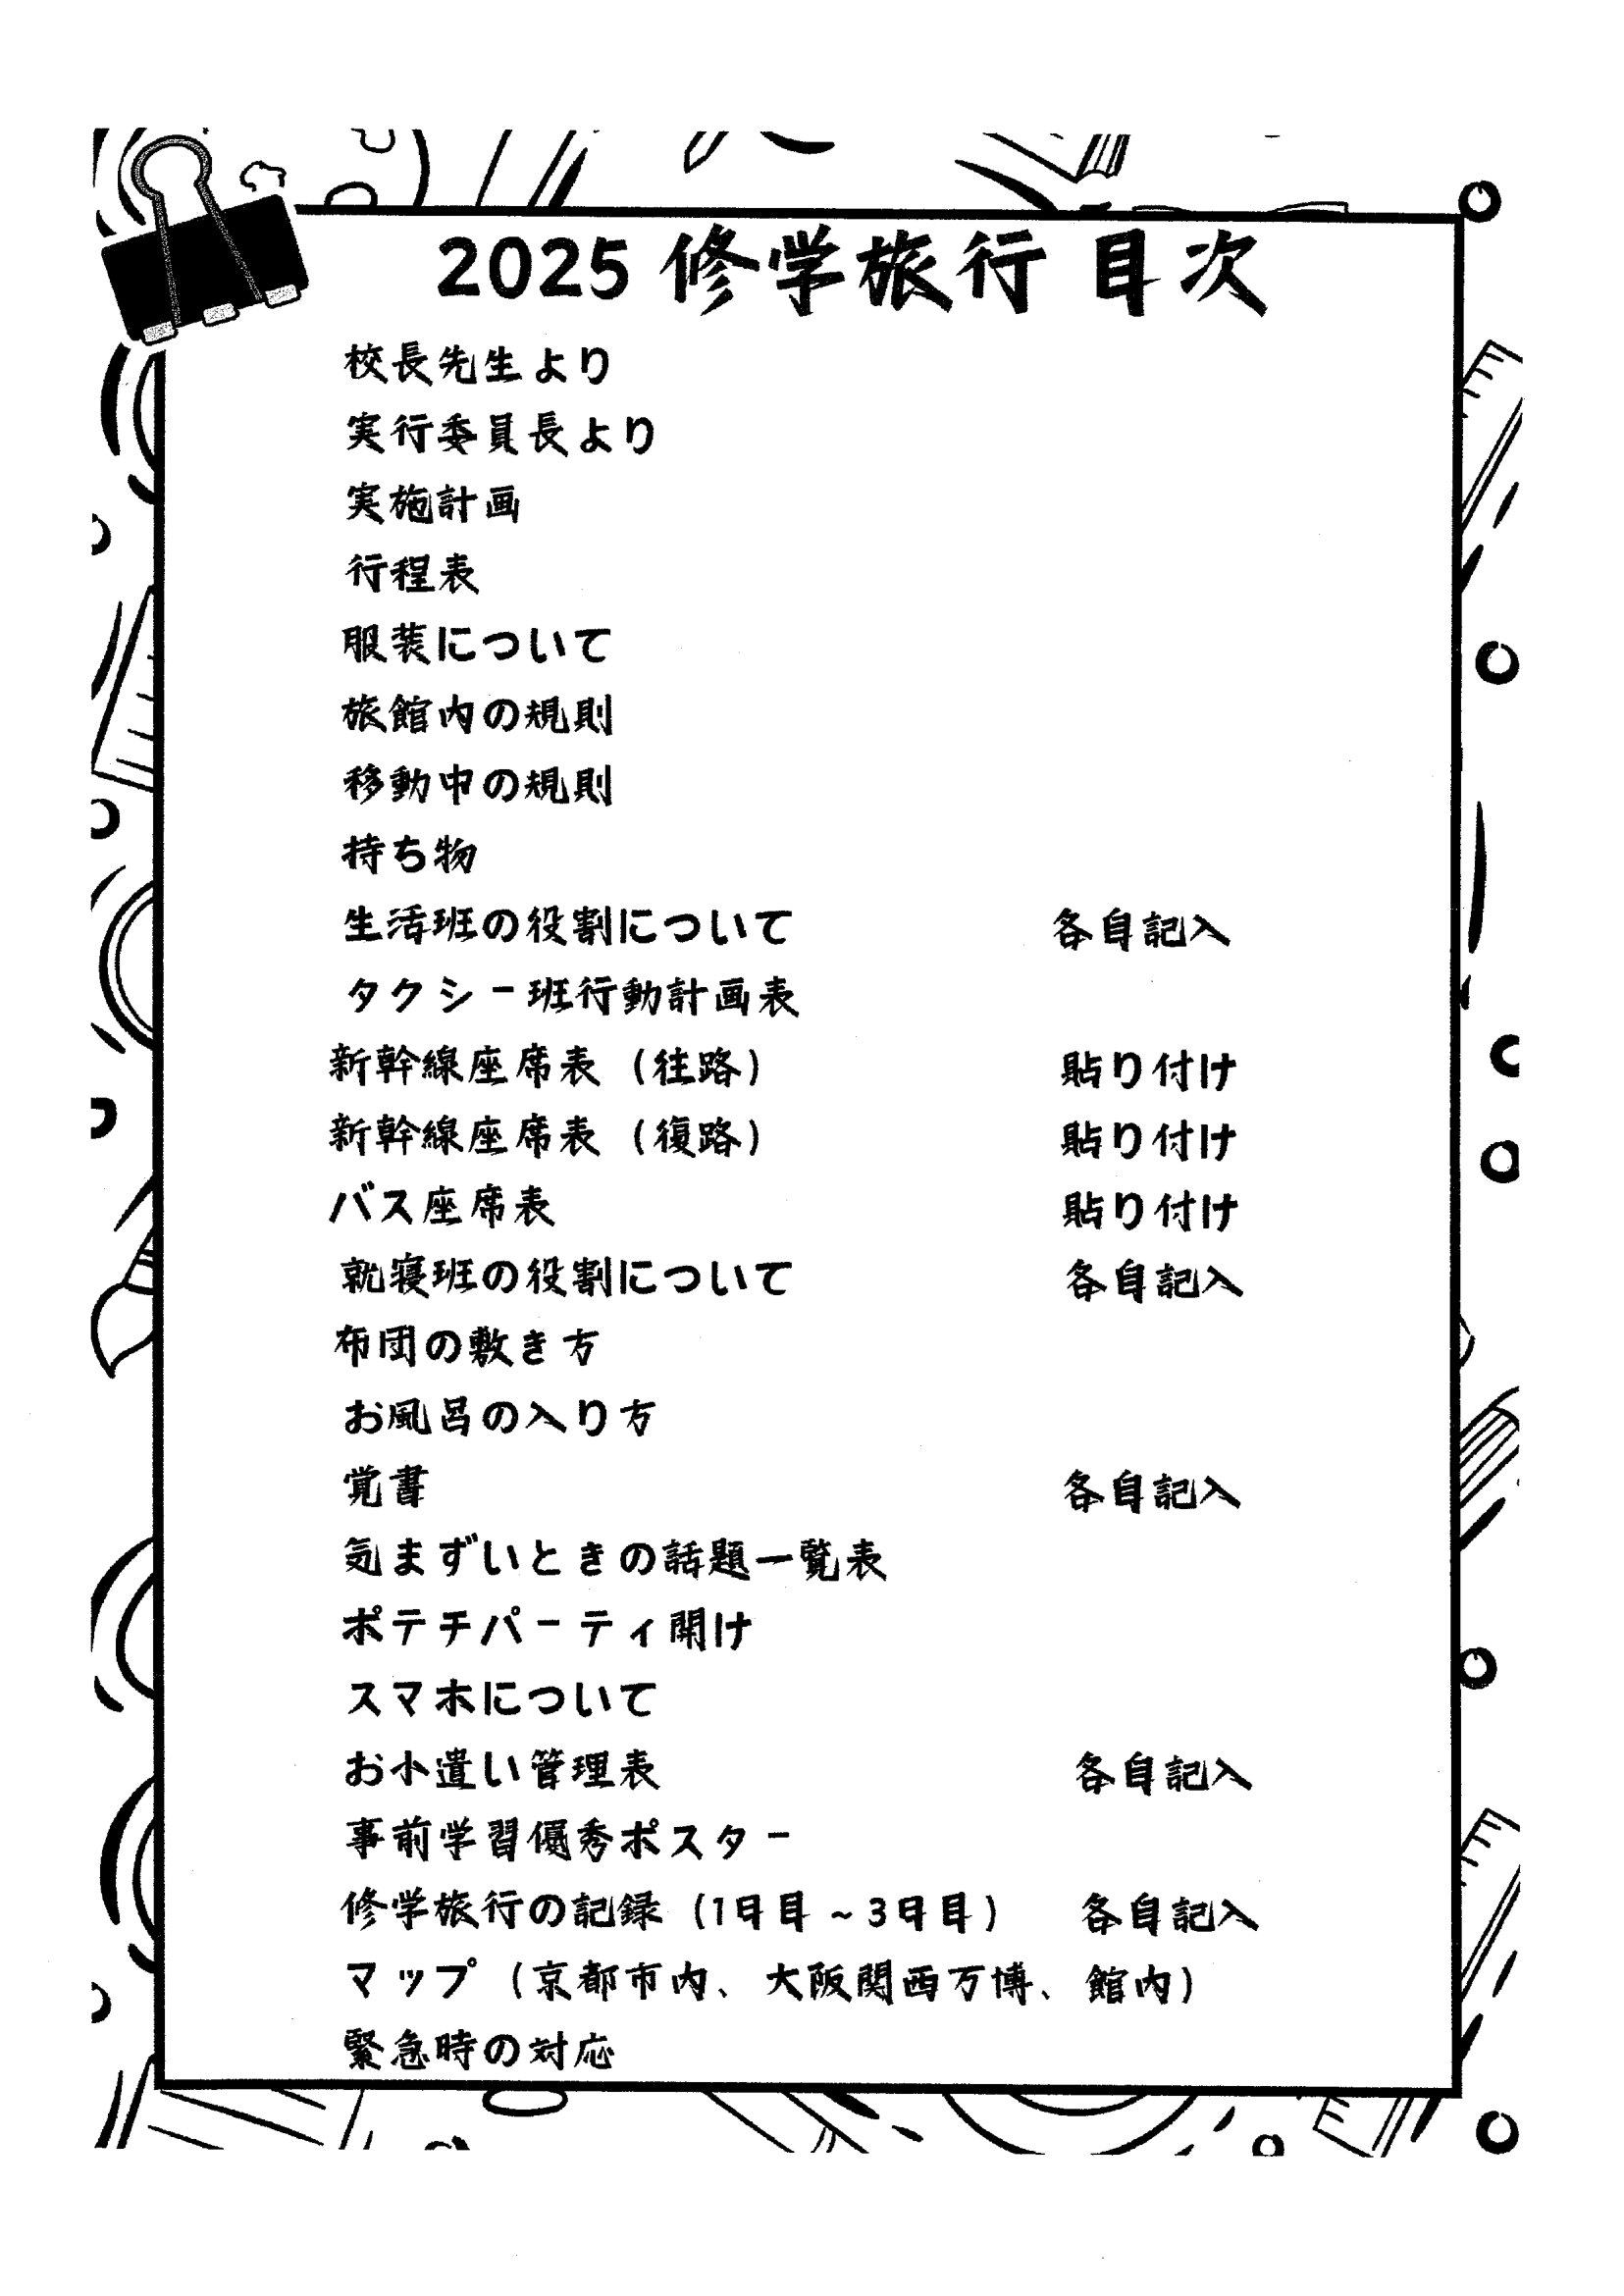 2025 修学旅行 目次
校長先生より
実行委員長より
実施計画
行程表
服装について
旅館内の規則
移動中の規則
持ち物
生活班の役割について 各自記入
タクシー班行動計画表
新幹線座席表（往路） 貼り付け
新幹線座席表（復路） 貼り付け
バス座席表 貼り付け
就寝班の役割について 各自記入
布団の敷き方
お風呂の入り方
覚書 各自記入
気まずいときの話題一覧表
ポテチパーティ開け
スマホについて
お小遣い管理表 各自記入
事前学習優秀ポスター
修学旅行の記録（1日目~3日目） 各自記入
マップ（京都市内、大阪関西万博、館内）
緊急時の対応